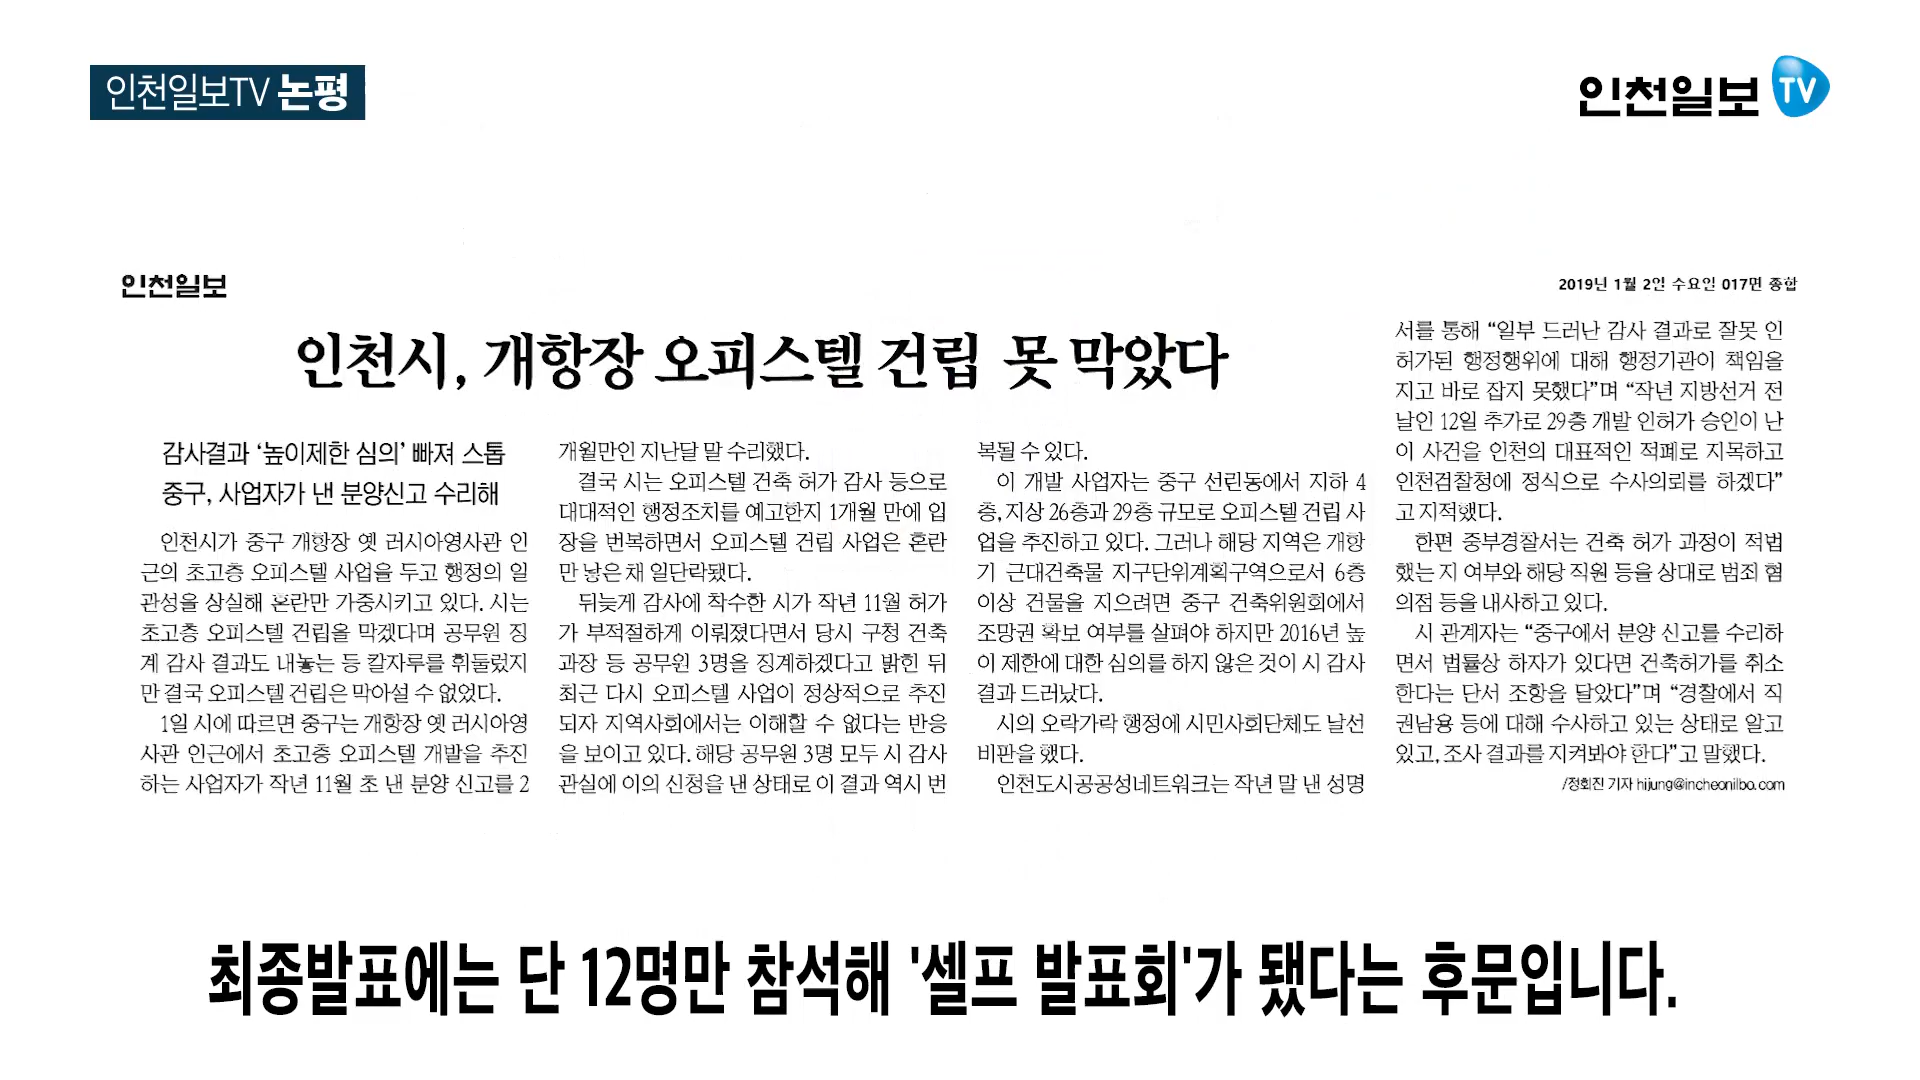 인천일보TV 논평
인천일보 TV
인천일보
2019년 1월 2일 수요일 017면 종합
인천시, 개항장 오피스텔 건립 못 막았다
감사결과 ‘높이제한 심의’ 빠져 스톱
중구, 사업자가 낸 분양신고 수리해
인천시가 중구 개항장 옛 러시아영사관 인
근의 초고층 오피스텔 사업을 두고 행정의 일
관성을 상실해 혼란만 가중시키고 있다. 시는
초고층 오피스텔 건립을 막겠다며 공무원 징
계 감사 결과도 내놓는 등 칼자루를 휘둘렀지
만 결국 오피스텔 건립은 막아설 수 없었다.
1일 시에 따르면 중구는 개항장 옛 러시아영
사관 인근에서 초고층 오피스텔 개발을 추진
하는 사업자가 작년 11월 초 낸 분양 신고를 2
개월만인 지난달 말 수리했다.
결국 시는 오피스텔 건축 허가 감사 등으로
대대적인 행정조치를 예고한지 1개월 만에 입
장을 번복하면서 오피스텔 건립 사업은 혼란
만 낳은 채 일단락됐다.
뒤늦게 감사에 착수한 시가 작년 11월 허가
가 부적절하게 이뤄졌다면서 당시 구청 건축
과장 등 공무원 3명을 징계하겠다고 밝힌 뒤
최근 다시 오피스텔 사업이 정상적으로 추진
되자 지역사회에서는 이해할 수 없다는 반응
을 보이고 있다. 해당 공무원 3명 모두 시 감사
관실에 이의 신청을 낸 상태로 이 결과 역시 번
복될 수 있다.
이 개발 사업자는 중구 선린동에서 지하 4
층, 지상 26층과 29층 규모로 오피스텔 건립 사
업을 추진하고 있다. 그러나 해당 지역은 개항
기 근대건축물 지구단위계획구역으로서 6층
이상 건물을 지으려면 중구 건축위원회에서
조망권 확보 여부를 살펴야 하지만 2016년 높
이 제한에 대한 심의를 하지 않은 것이 시 감사
결과 드러났다.
시의 오락가락 행정에 시민사회단체도 날선
비판을 했다.
인천도시공공성네트워크는 작년 말 낸 성명
서를 통해 “일부 드러난 감사 결과로 잘못 인
허가된 행정행위에 대해 행정기관이 책임을
지고 바로 잡지 못했다”며 “작년 지방선거 전
날인 12일 추가로 29층 개발 인허가 승인이 난
이 사건을 인천의 대표적인 적폐로 지목하고
인천검찰청에 정식으로 수사의뢰를 하겠다”
고 지적했다.
한편 중부경찰서는 건축 허가 과정이 적법
했는 지 여부와 해당 직원 등을 상대로 범죄 혐
의점 등을 내사하고 있다.
시 관계자는 “중구에서 분양 신고를 수리하
면서 법률상 하자가 있다면 건축허가를 취소
한다는 단서 조항을 달았다”며 “경찰에서 직
권남용 등에 대해 수사하고 있는 상태로 알고
있고, 조사 결과를 지켜봐야 한다”고 말했다.
/정회진 기자 hijung@incheonilbo.com
최종발표에는 단 12명만 참석해 '셀프 발표회'가 됐다는 후문입니다.